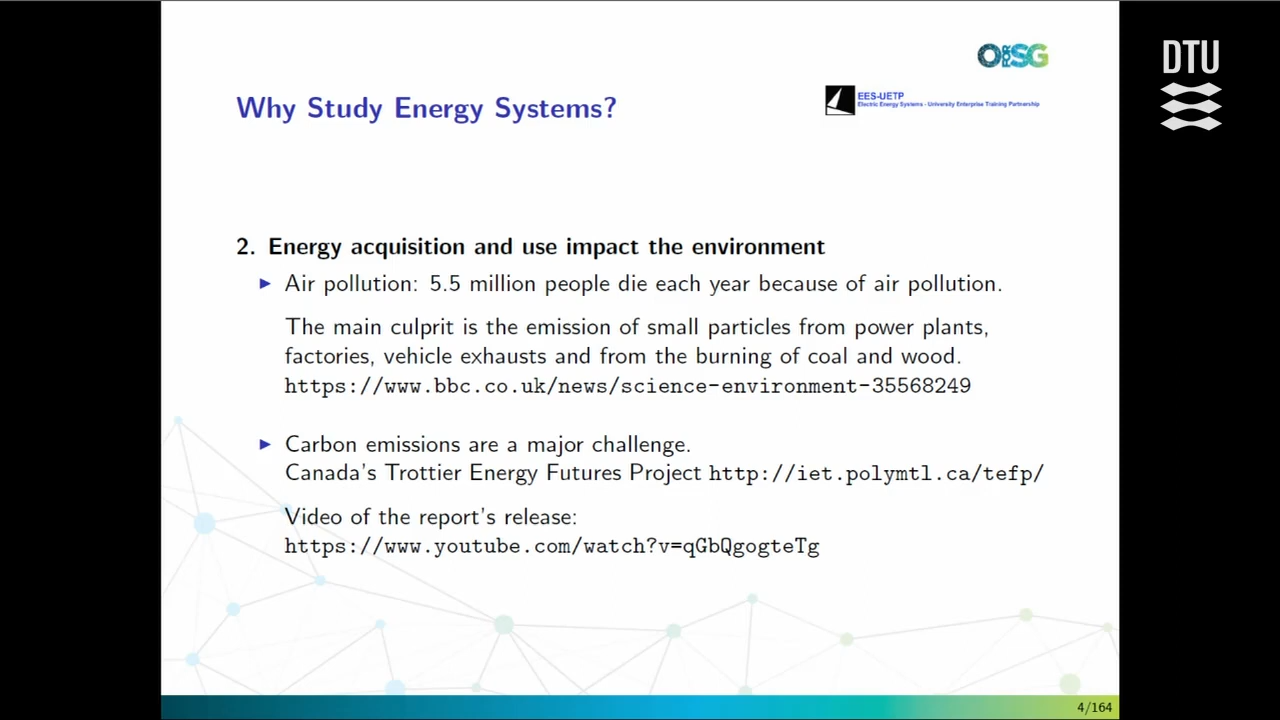 OR FOR SG
DTU
EES-UETP
Electric Energy Systems - University Enterprise Training Partnership
Why Study Energy Systems?
2. Energy acquisition and use impact the environment
▶ Air pollution: 5.5 million people die each year because of air pollution.
The main culprit is the emission of small particles from power plants,
factories, vehicle exhausts and from the burning of coal and wood.
https://www.bbc.co.uk/news/science-environment-35568249
▶ Carbon emissions are a major challenge.
Canada's Trottier Energy Futures Project http://iet.polymtl.ca/tefp/
Video of the report's release:
https://www.youtube.com/watch?v=qGbQgogteTg
4/164